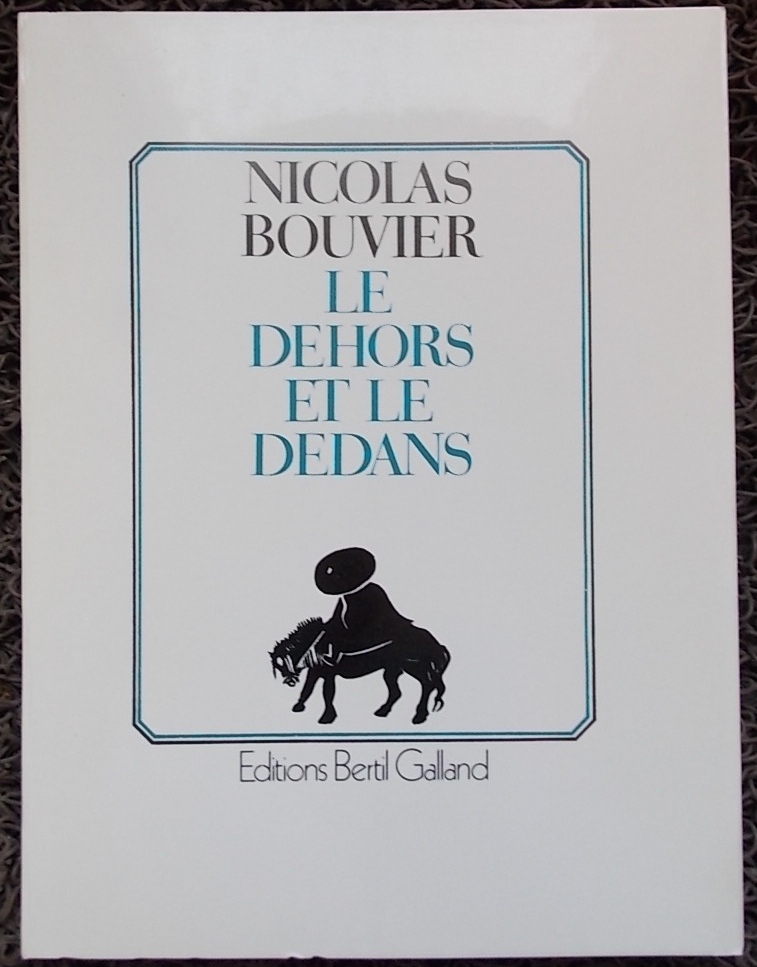 NICOLAS
BOUVIER
LE
DEHORS
ET LE
DEDANS
Editions Bertil Galland